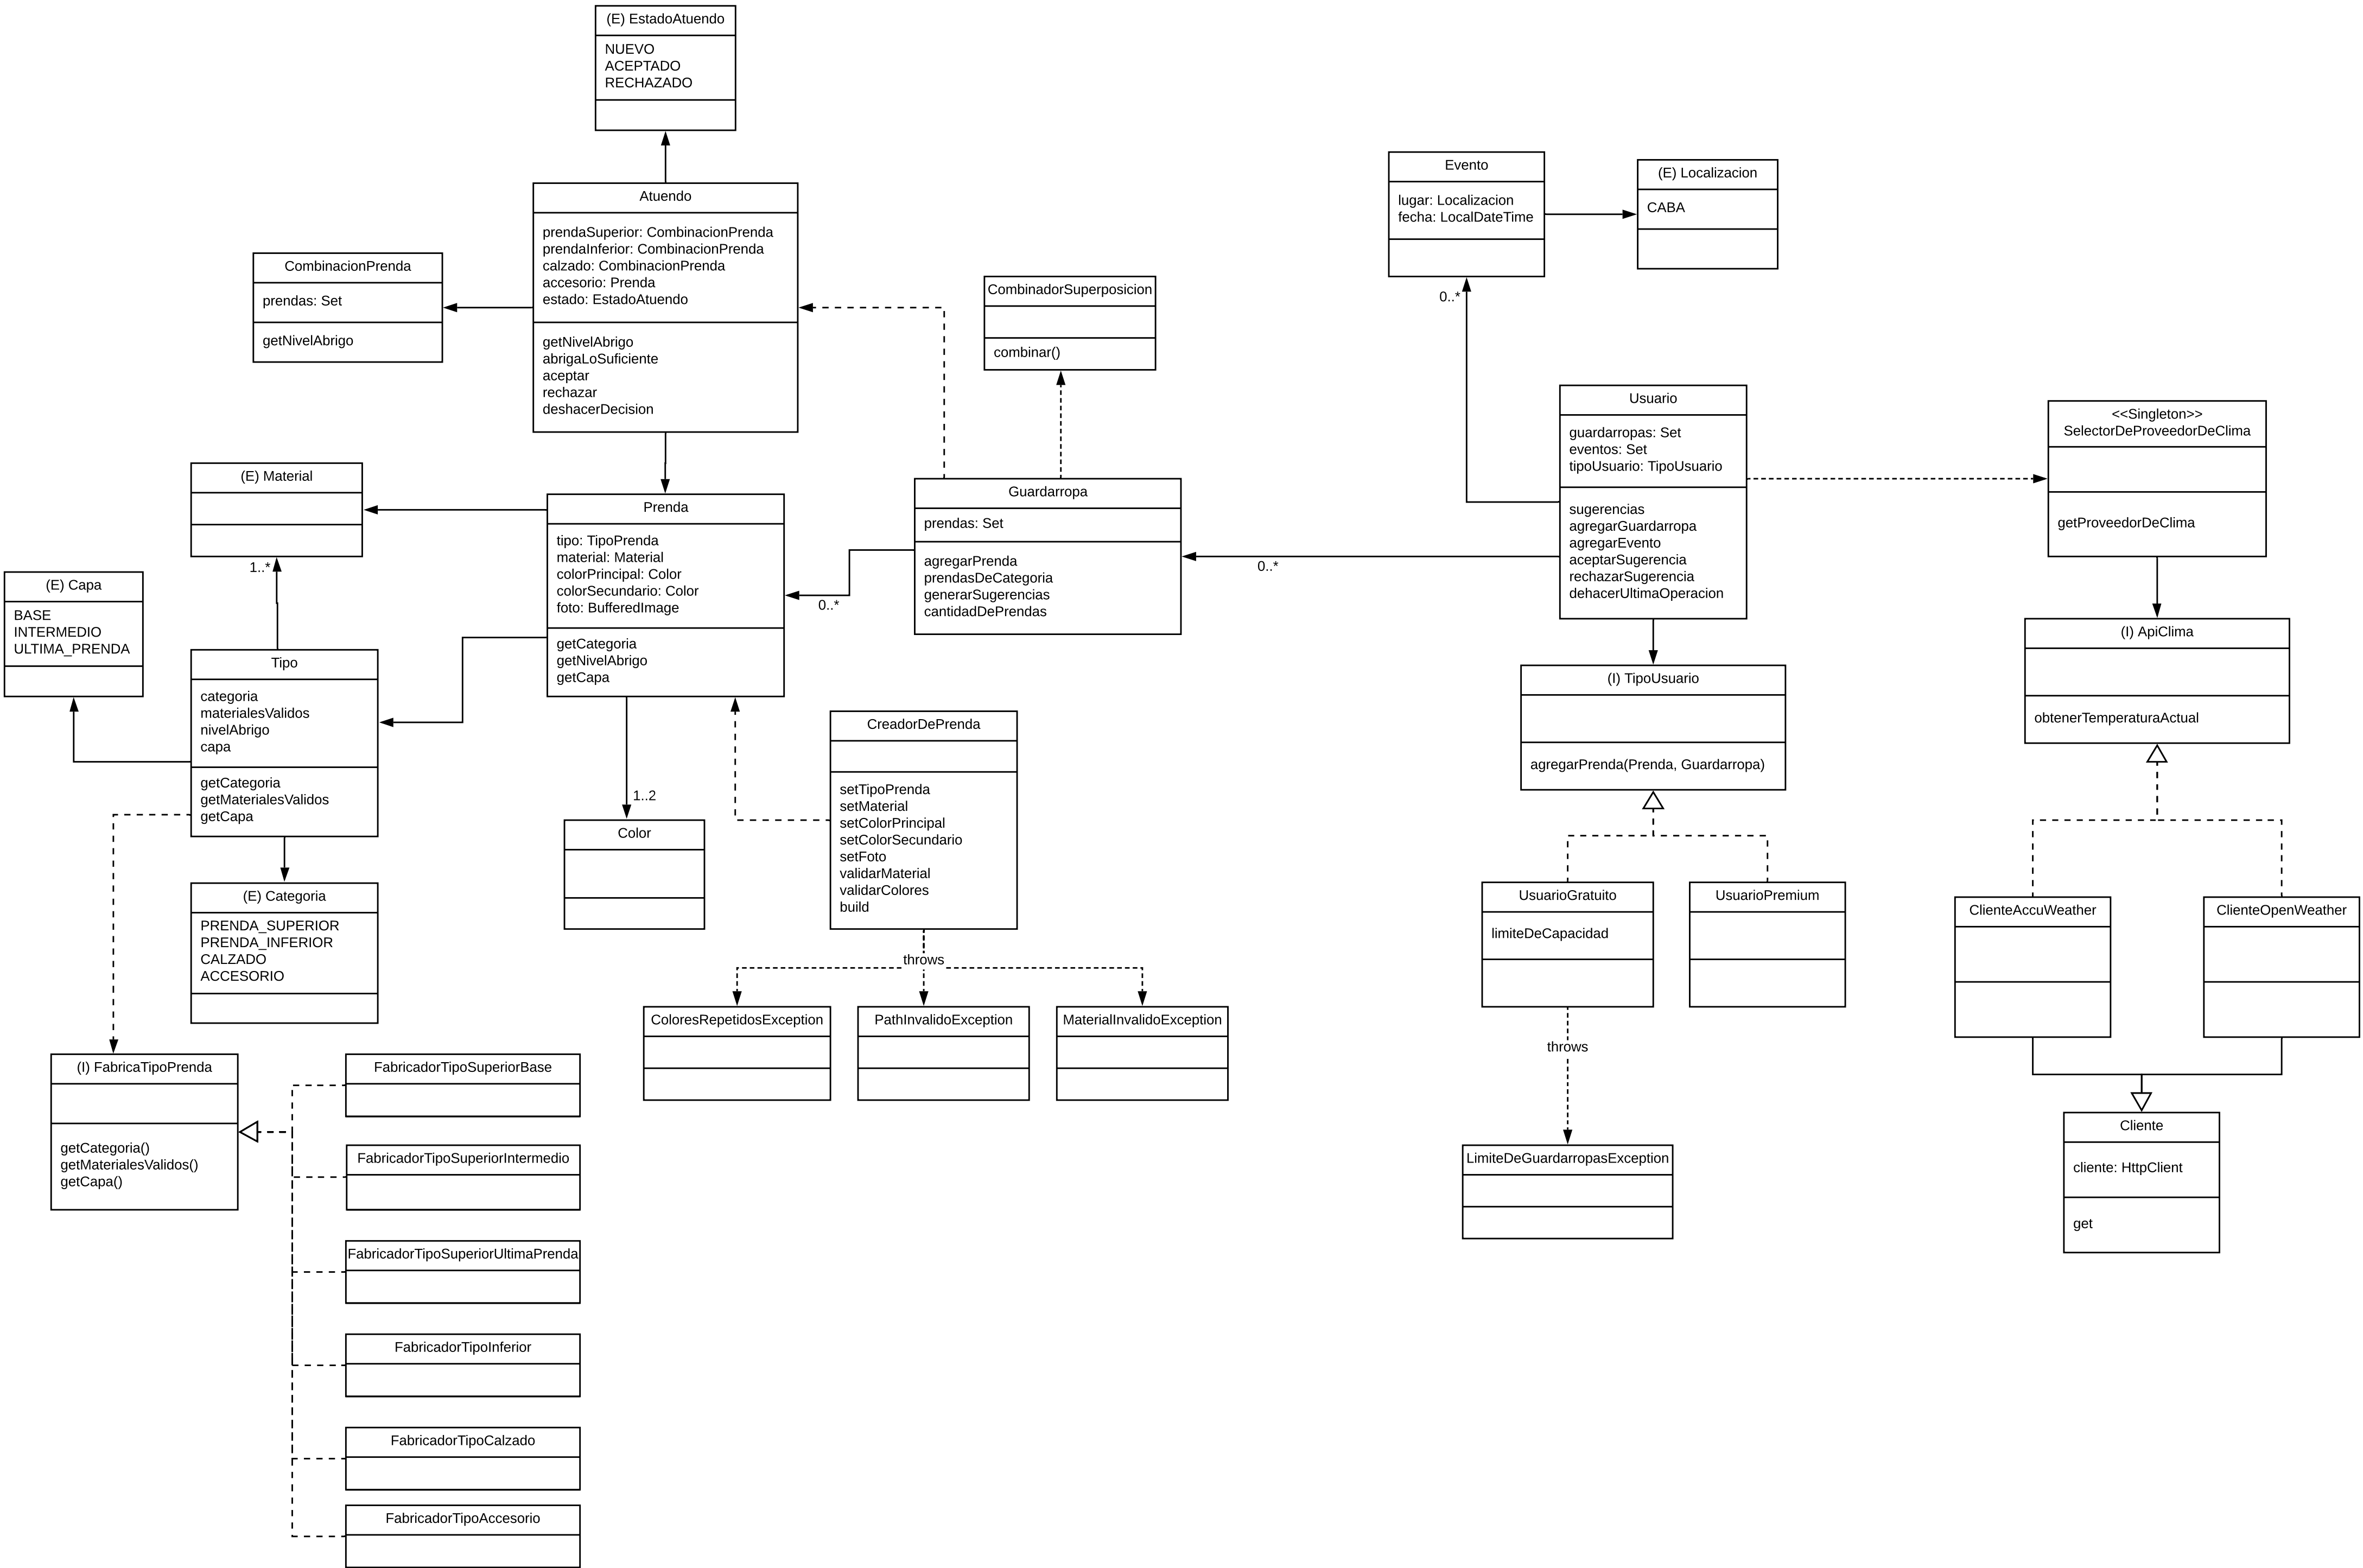 (E) EstadoAtuendo
NUEVO
ACEPTADO
RECHAZADO
Atuendo
prendaSuperior: CombinacionPrenda
prendaInferior: CombinacionPrenda
calzado: CombinacionPrenda
accesorio: Prenda
estado: EstadoAtuendo
getNivelAbrigo
abrigaLoSuficiente
aceptar
rechazar
deshacerDecision
CombinacionPrenda
prendas: Set
getNivelAbrigo
CombinadorSuperposicion
combinar()
Evento
lugar: Localizacion
fecha: LocalDateTime
(E) Localizacion
CABA
0..*
Usuario
guardarropas: Set
eventos: Set
tipoUsuario: TipoUsuario
sugerencias
agregarGuardarropa
agregarEvento
aceptarSugerencia
rechazarSugerencia
dehacerUltimaOperacion
<<Singleton>>
SelectorDeProveedorDeClima
getProveedorDeClima
(E) Material
1..*
Prenda
tipo: TipoPrenda
material: Material
colorPrincipal: Color
colorSecundario: Color
foto: BufferedImage
getCategoria
getNivelAbrigo
getCapa
Guardarropa
prendas: Set
agregarPrenda
prendasDeCategoria
generarSugerencias
cantidadDePrendas
0..*
0..*
(E) Capa
BASE
INTERMEDIO
ULTIMA_PRENDA
Tipo
categoria
materialesValidos
nivelAbrigo
capa
getCategoria
getMaterialesValidos
getCapa
(I) TipoUsuario
agregarPrenda(Prenda, Guardarropa)
(I) ApiClima
obtenerTemperaturaActual
CreadorDePrenda
setTipoPrenda
setMaterial
setColorPrincipal
setColorSecundario
setFoto
validarMaterial
validarColores
build
1..2
Color
(E) Categoria
PRENDA_SUPERIOR
PRENDA_INFERIOR
CALZADO
ACCESORIO
UsuarioGratuito
limiteDeCapacidad
UsuarioPremium
ClienteAccuWeather
ClienteOpenWeather
throws
ColoresRepetidosException
PathInvalidoException
MaterialInvalidoException
throws
LimiteDeGuardarropasException
Cliente
cliente: HttpClient
get
(I) FabricaTipoPrenda
getCategoria()
getMaterialesValidos()
getCapa()
FabricadorTipoSuperiorBase
FabricadorTipoSuperiorIntermedio
FabricadorTipoSuperiorUltimaPrenda
FabricadorTipoInferior
FabricadorTipoCalzado
FabricadorTipoAccesorio